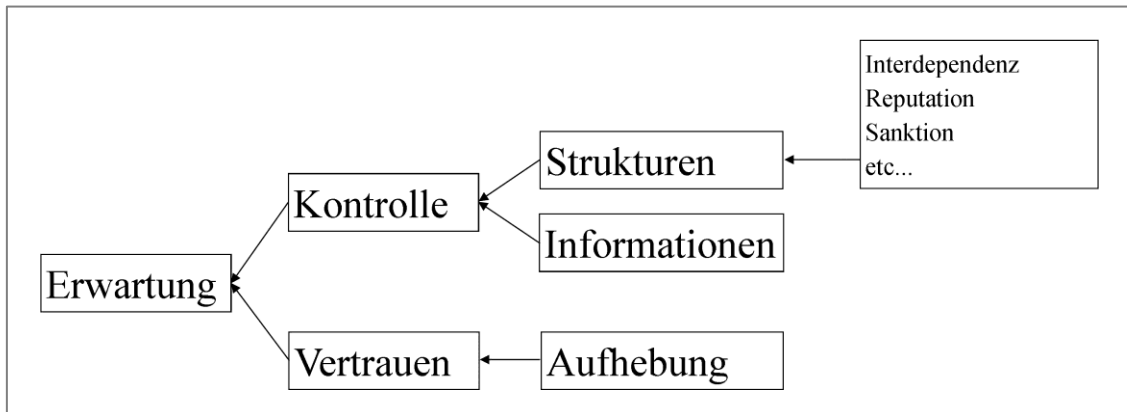 Interdependenz
Reputation
Sanktion
etc...
Strukturen
Kontrolle
Informationen
Erwartung
Vertrauen
Aufhebung